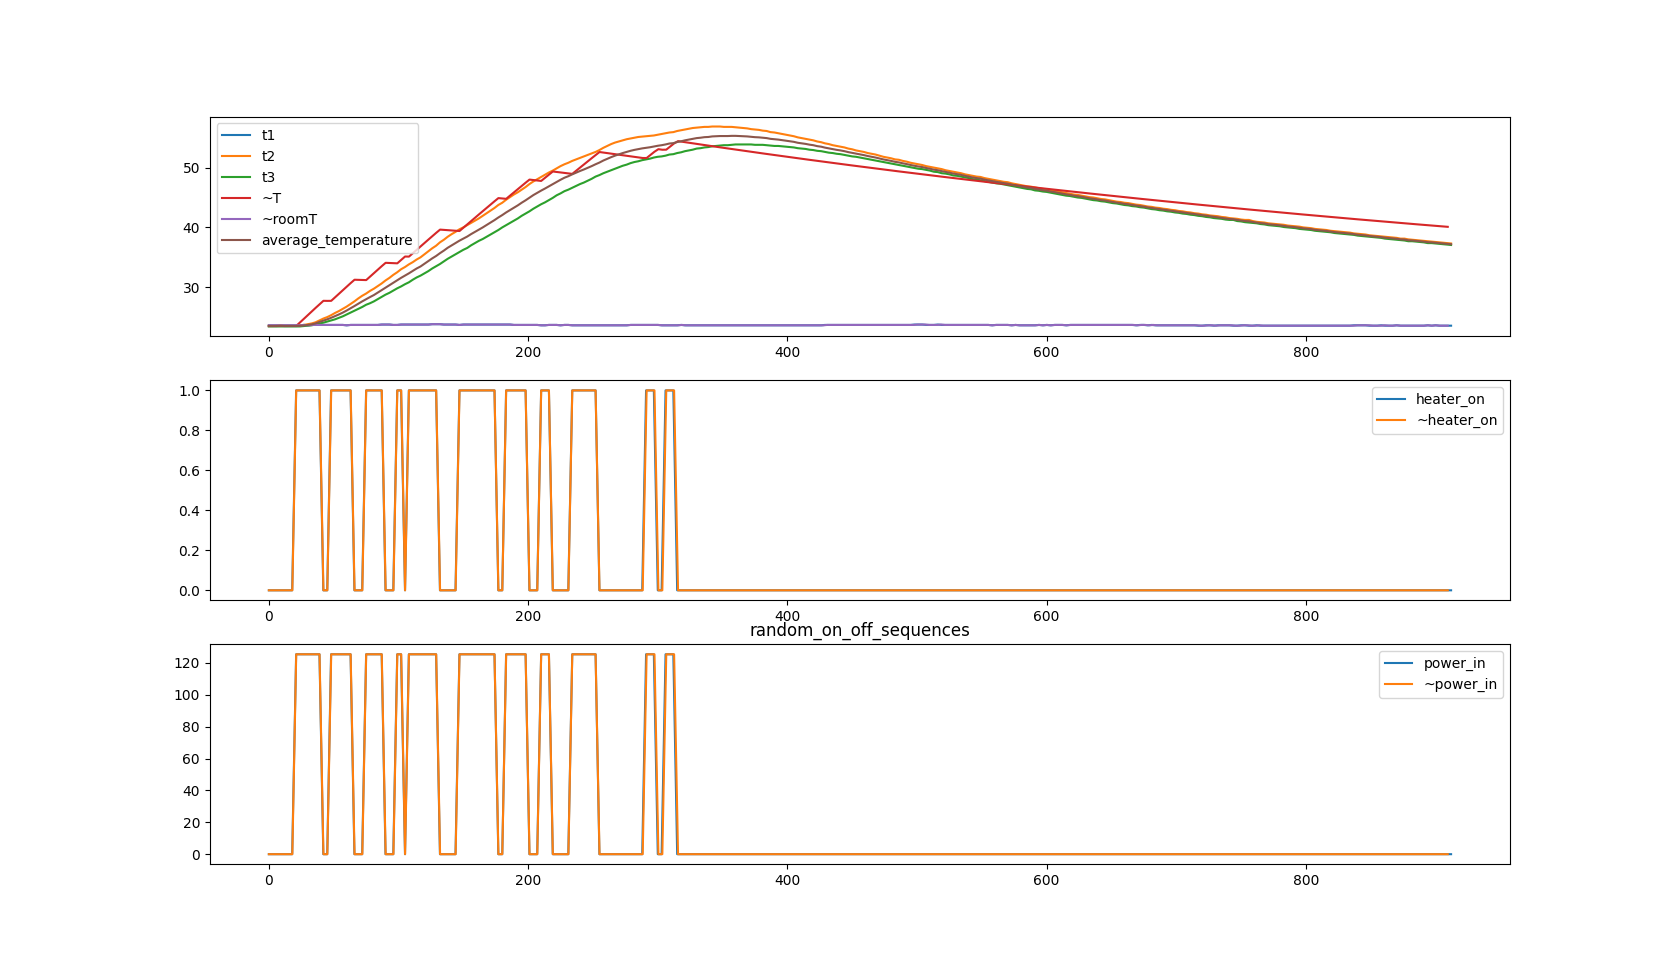 t1
t2
t3
~T
~roomT
average_temperature
50
40
30
0 200 400 600 800
heater_on
~heater_on
1.0
0.8
0.6
0.4
0.2
0.0
0 200 400 600 800
random_on_off_sequences
power_in
~power_in
120
100
80
60
40
20
0
0 200 400 600 800